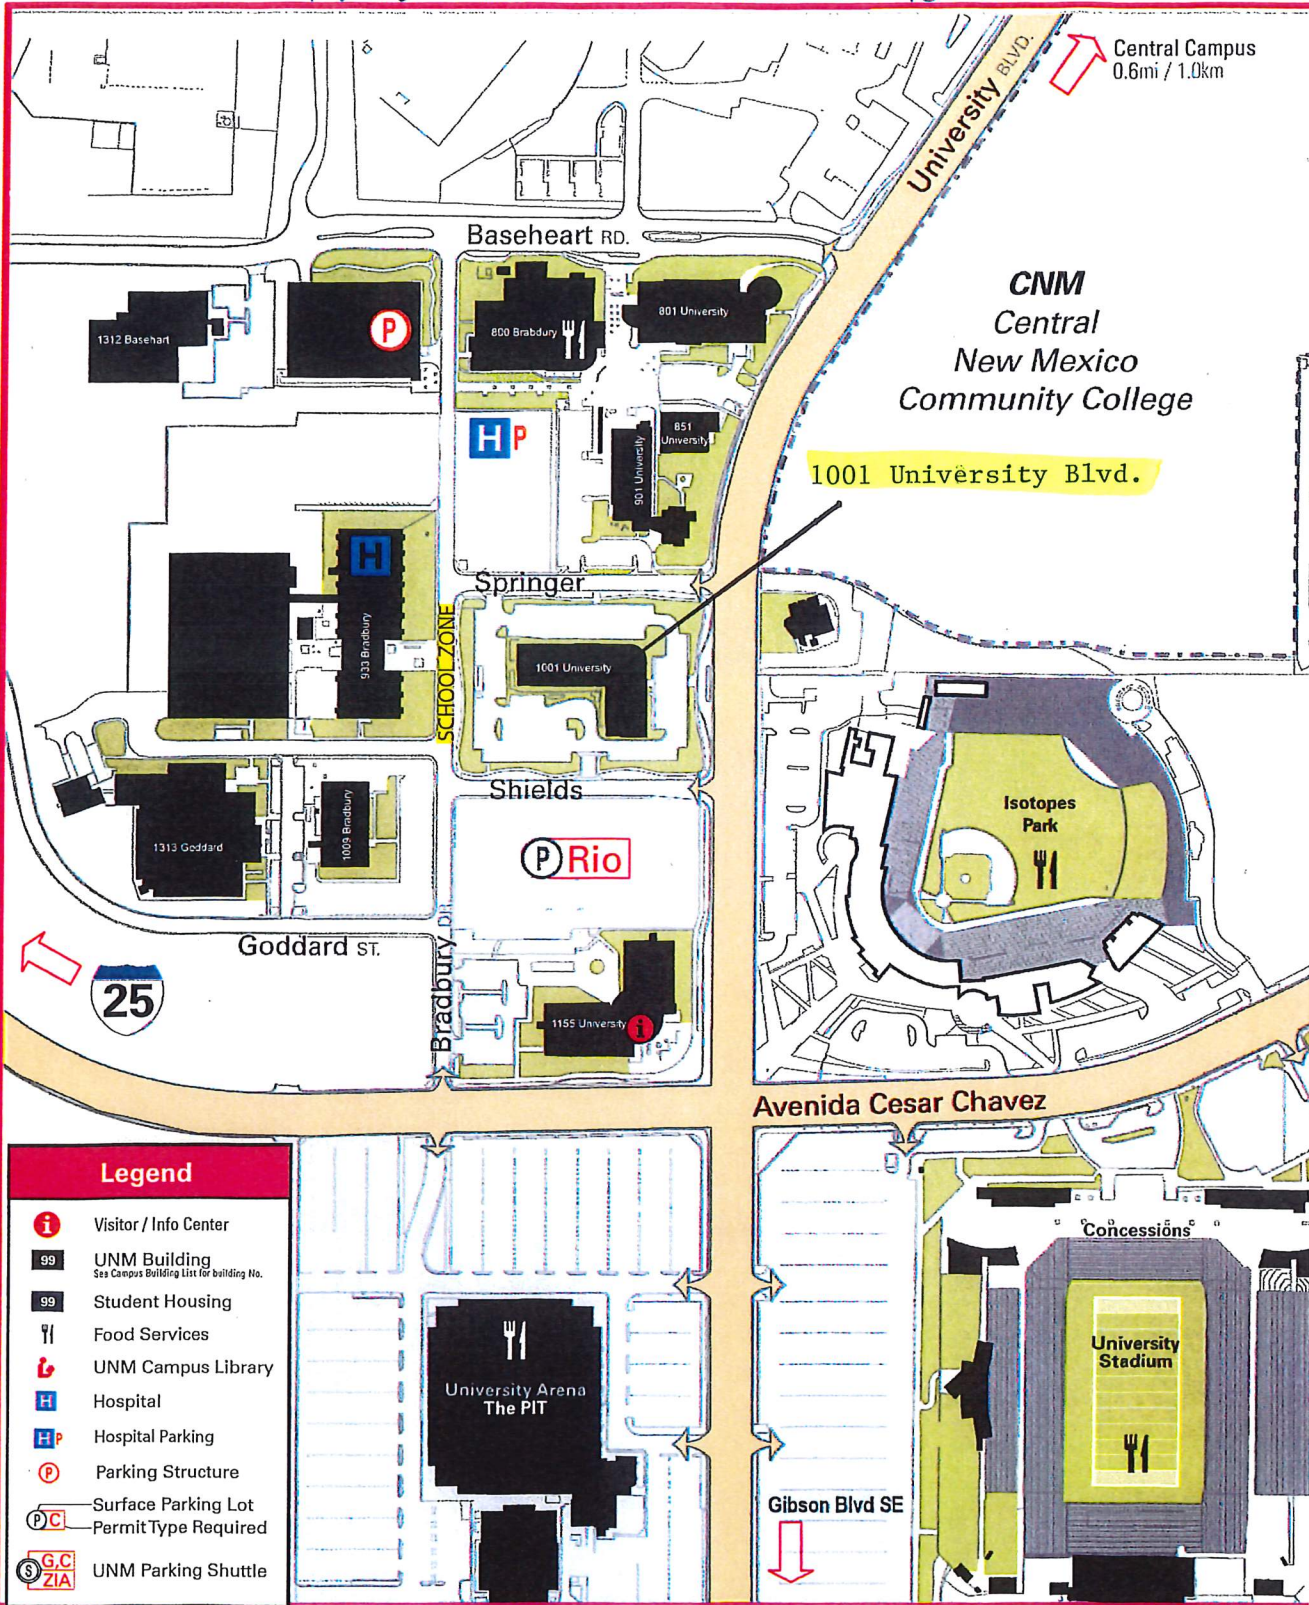 Central Campus
0.6mi / 1.0km
University BLVD.
Baseheart RD.
1312 Basehart
P
800 Brabdury
801 University
CNM
Central
New Mexico
Community College
H P
851
University
901 University
1001 University Blvd.
H
933 Bradbury
Springer
SCHOOL ZONE
1001 University
Shields
1313 Goddard
1009 Bradbury
P Rio
Isotopes
Park
Goddard ST.
25
Bradbury DR.
1155 University
i
Avenida Cesar Chavez
Legend
i Visitor / Info Center
99 UNM Building
See Campus Building List for building No.
99 Student Housing
Food Services
UNM Campus Library
H Hospital
H P Hospital Parking
P Parking Structure
P C Surface Parking Lot
Permit Type Required
S G,C
ZIA UNM Parking Shuttle
University Arena
The PIT
Concessions
University
Stadium
Gibson Blvd SE